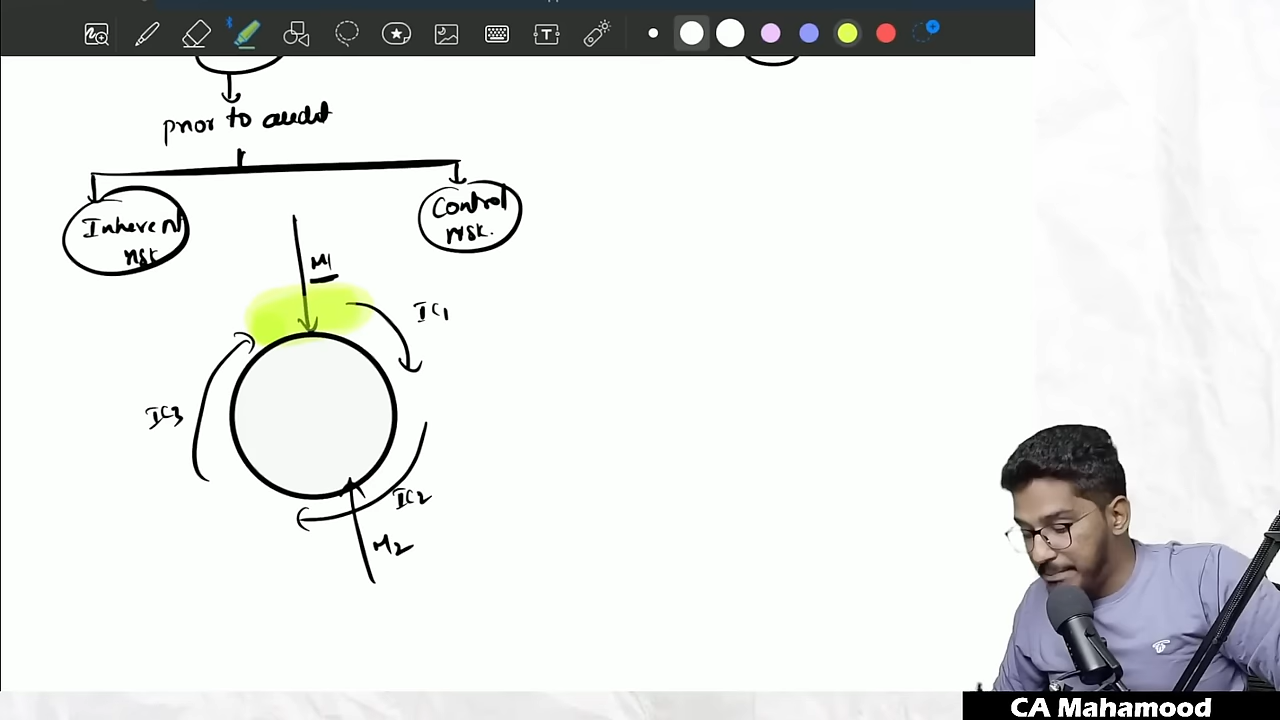 prior to audit
Inherent
risk
Control
risk.
M1
IC1
IC3
IC2
M2
CA Mahamood